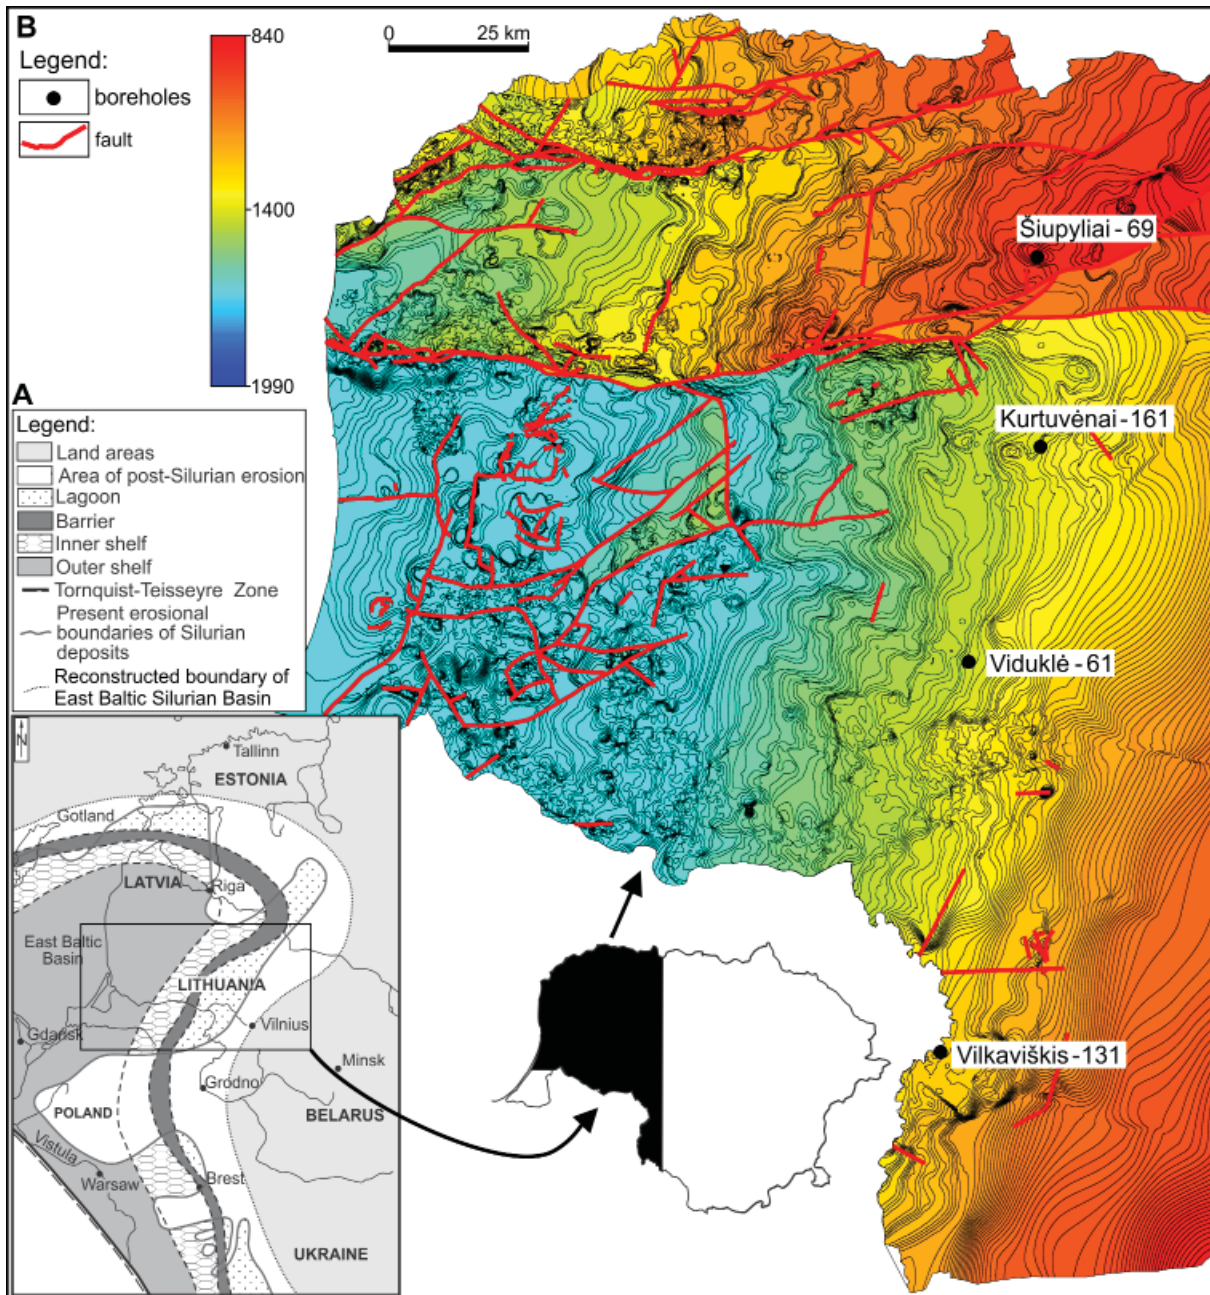 B
Legend:
boreholes
fault
840
1400
1990
0 25 km
Šiupyliai - 69
Kurtuvėnai - 161
Viduklė - 61
Vilkaviškis -131
A
Legend:
Land areas
Area of post-Silurian erosion
Lagoon
Barrier
Inner shelf
Outer shelf
Tornquist-Teisseyre Zone
Present erosional
boundaries of Silurian
deposits
Reconstructed boundary of
East Baltic Silurian Basin
N
Tallinn
ESTONIA
Gotland
LATVIA
Riga
East Baltic
Basin
LITHUANIA
Vilnius
Gdańsk
Minsk
Grodno
POLAND
BELARUS
Vistula
Warsaw
Brest
UKRAINE